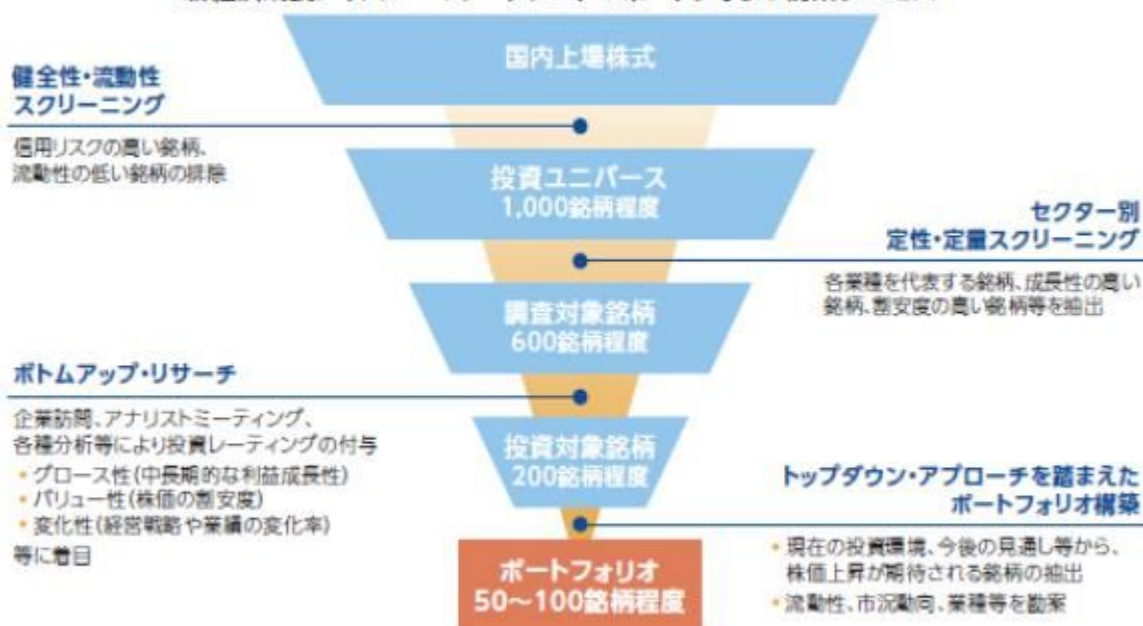 国内上場株式
健全性・流動性
スクリーニング
信用リスクの高い銘柄、
流動性の低い銘柄の排除
投資ユニバース
1,000銘柄程度
セクター別
定性・定量スクリーニング
各業種を代表する銘柄、成長性の高い
銘柄、割安度の高い銘柄等を抽出
調査対象銘柄
600銘柄程度
ボトムアップ・リサーチ
企業訪問、アナリストミーティング、
各種分析等により投資レーティングの付与
・グロース性(中長期的な利益成長性)
・バリュー性(株価の割安度)
・変化性(経営戦略や業績の変化率)
等に着目
投資対象銘柄
200銘柄程度
トップダウン・アプローチを踏まえた
ポートフォリオ構築
・現在の投資環境、今後の見通し等から、
株価上昇が期待される銘柄の抽出
・流動性、市況動向、業種等を勘案
ポートフォリオ
50～100銘柄程度